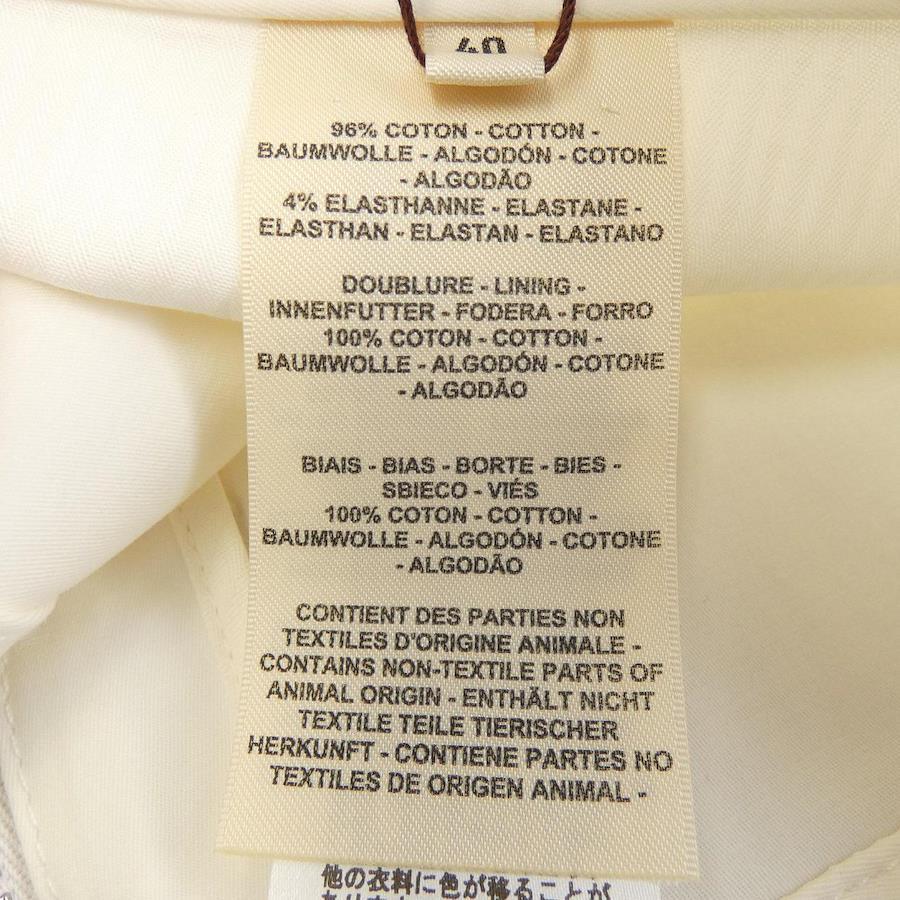 40
96% COTON - COTTON -
BAUMWOLLE - ALGODÓN - COTONE
- ALGODÃO
4% ELASTHANNE - ELASTANE -
ELASTHAN - ELASTAN - ELASTANO
DOUBLURE - LINING -
INNENFUTTER - FODERA - FORRO
100% COTON - COTTON -
BAUMWOLLE - ALGODÓN - COTONE
- ALGODÃO
BIAIS - BIAS - BORTE - BIES -
SBIECO - VIÉS
100% COTON - COTTON -
BAUMWOLLE - ALGODÓN - COTONE
- ALGODÃO
CONTIENT DES PARTIES NON
TEXTILES D'ORIGINE ANIMALE -
CONTAINS NON-TEXTILE PARTS OF
ANIMAL ORIGIN - ENTHÄLT NICHT
TEXTILE TEILE TIERISCHER
HERKUNFT - CONTIENE PARTES NO
TEXTILES DE ORIGEN ANIMAL -
他の衣料に色が移ることが